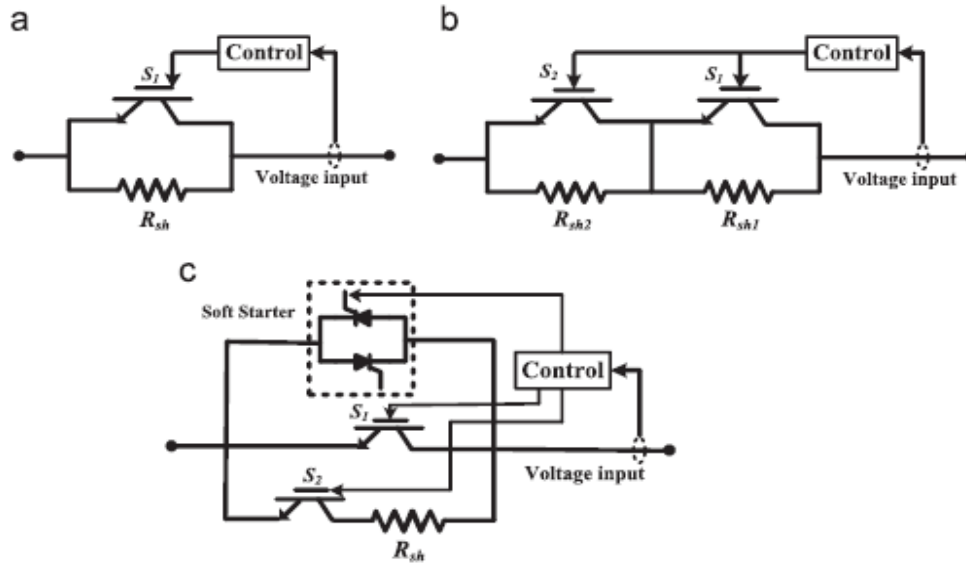 a
Control
S1
Voltage input
Rsh
b
Control
S2
S1
Voltage input
Rsh2
Rsh1
c
Soft Starter
Control
S1
Voltage input
S2
Rsh